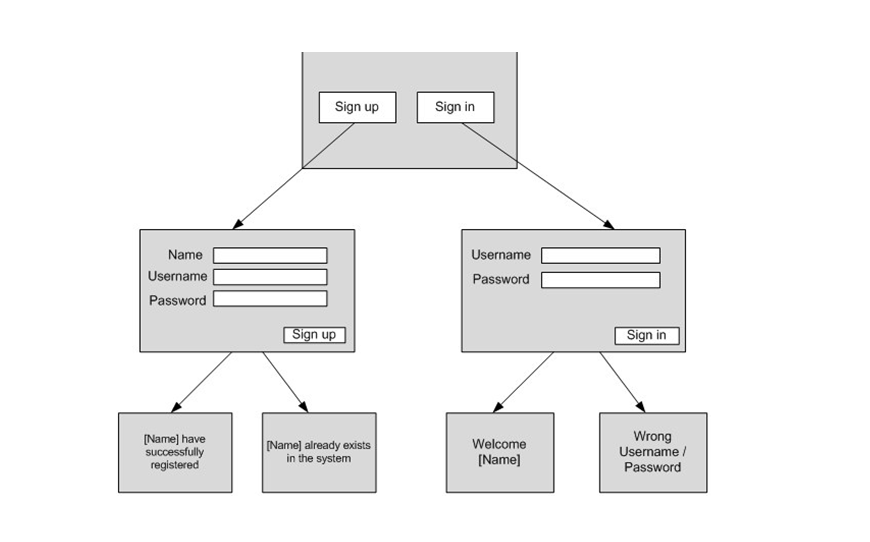 Sign up
Sign in
Name
Username
Password
Sign up
Username
Password
Sign in
[Name] have
successfully
registered
[Name] already exists
in the system
Welcome
[Name]
Wrong
Username /
Password